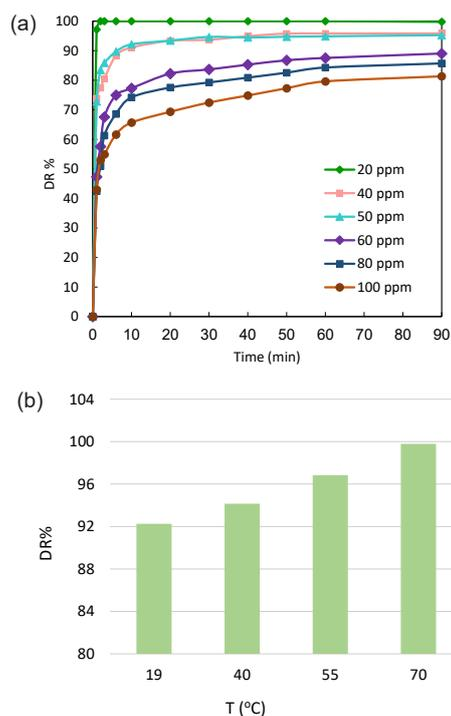 (a)
DR %
100
90
80
70
60
50
40
30
20
10
0
20 ppm
40 ppm
50 ppm
60 ppm
80 ppm
100 ppm
0 10 20 30 40 50 60 70 80 90
Time (min)
(b)
DR%
104
100
96
92
88
84
80
19 40 55 70
T (°C)